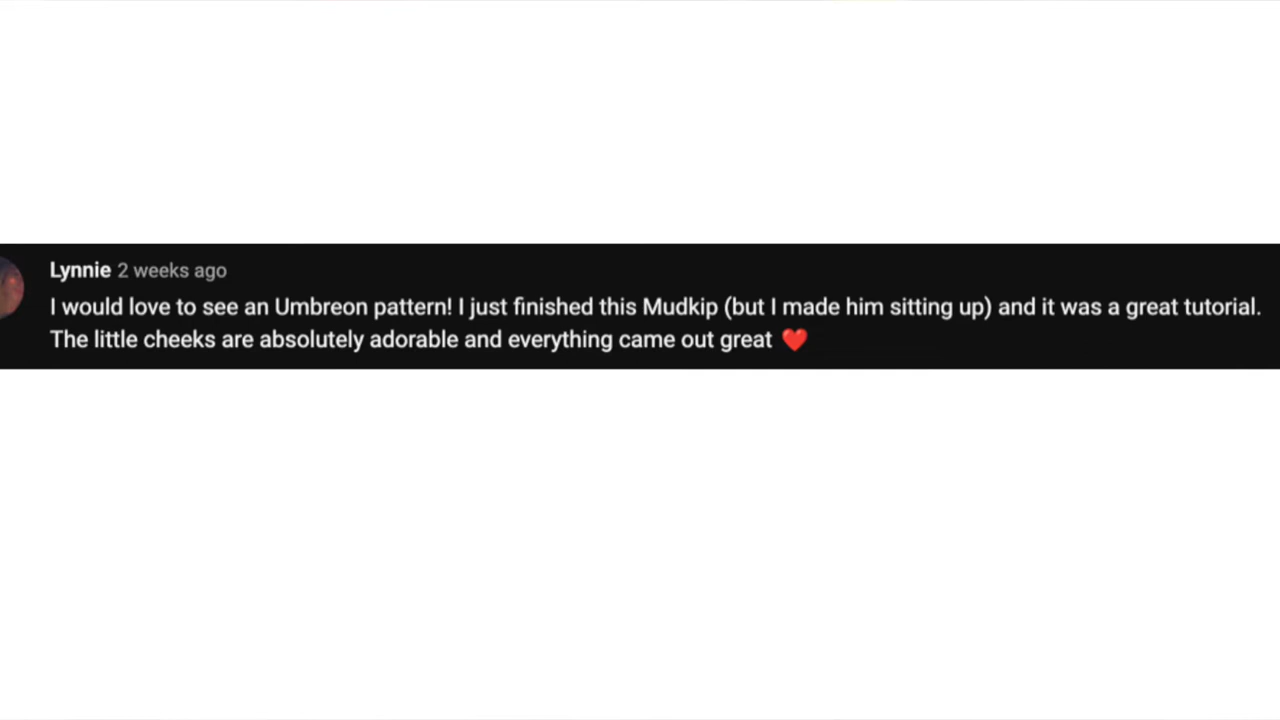 Lynnie 2 weeks ago
I would love to see an Umbreon pattern! I just finished this Mudkip (but I made him sitting up) and it was a great tutorial.
The little cheeks are absolutely adorable and everything came out great ❤️